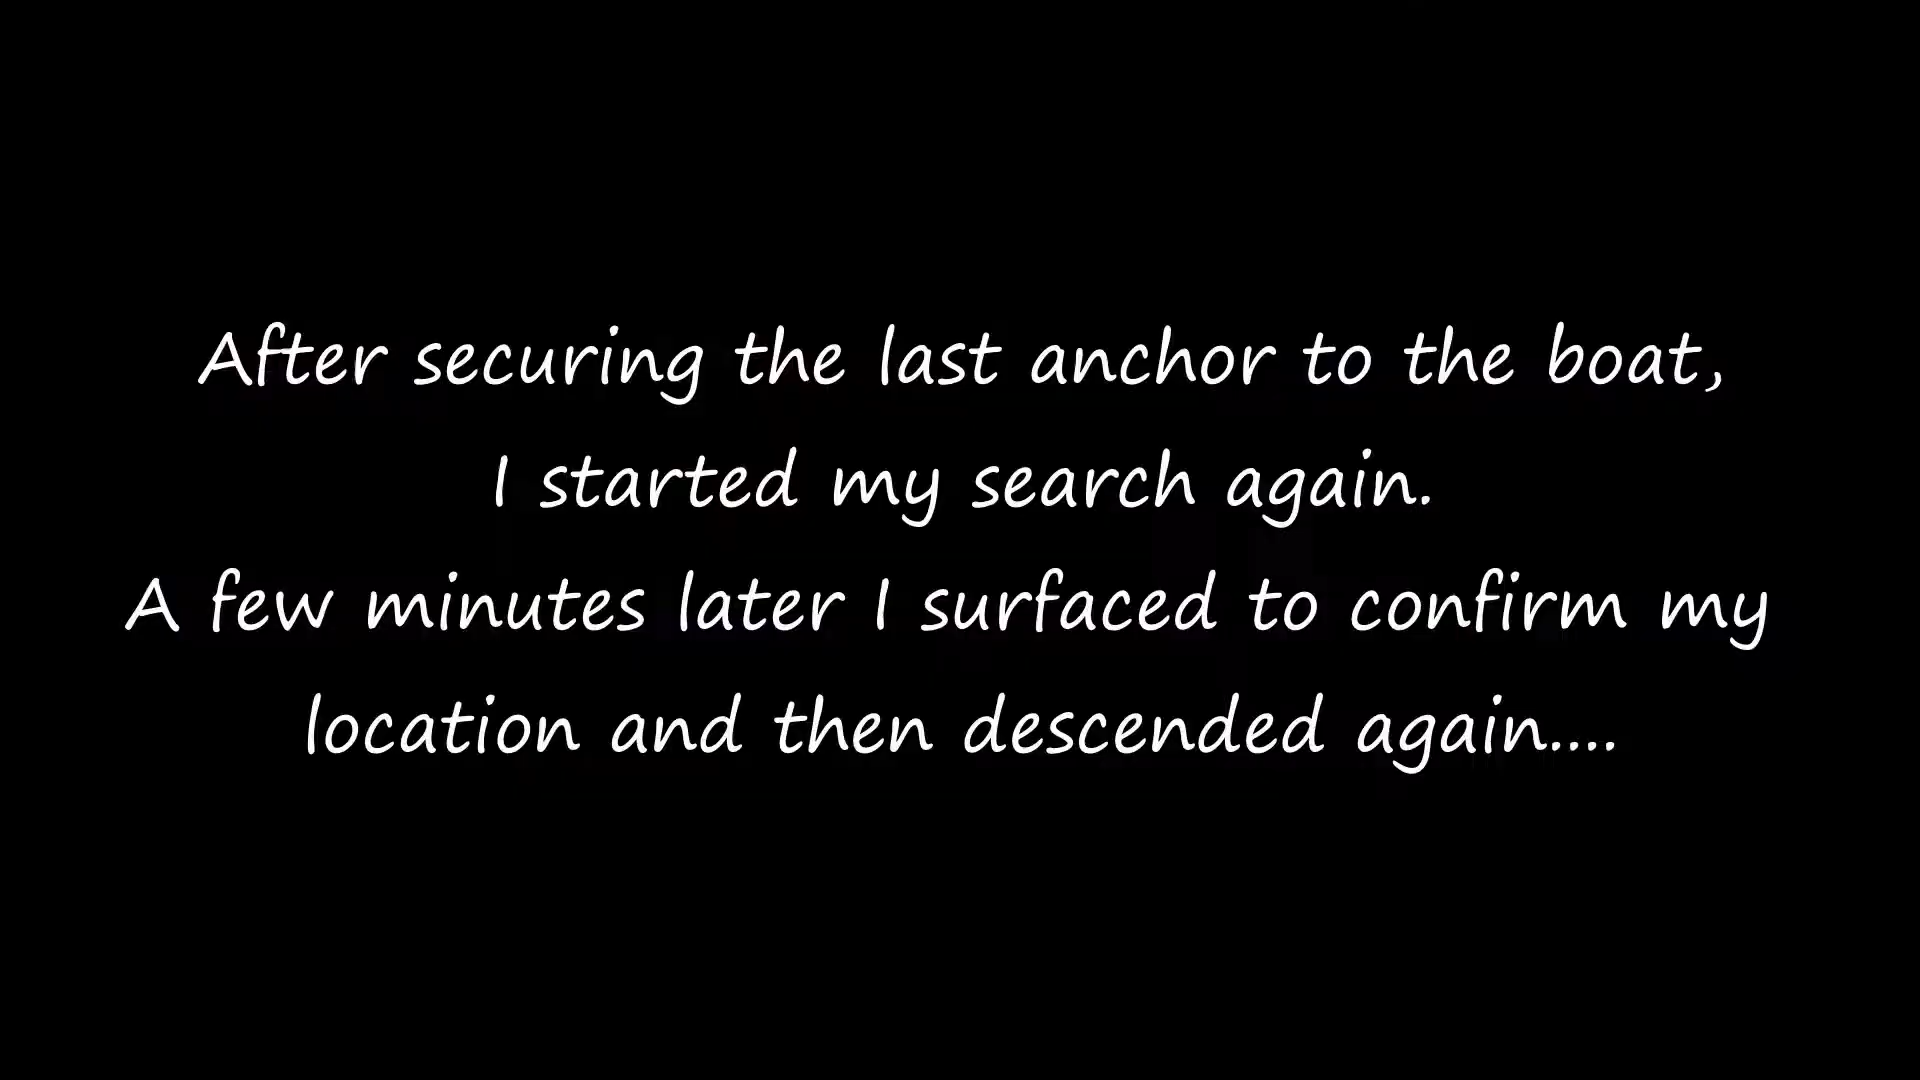 After securing the last anchor to the boat,
I started my search again.
A few minutes later I surfaced to confirm my
location and then descended again....